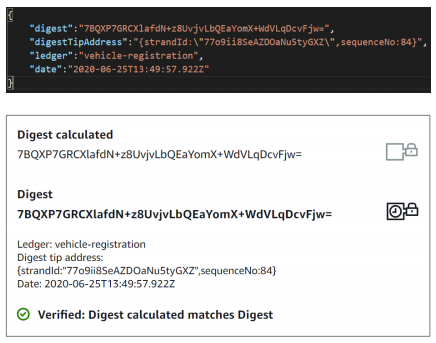 {
"digest":"7BQXP7GRCXlafdN+z8UvjvLbQEaYomX+WdVLqDcvFjw=",
"digestTipAddress":"{strandId:\"77o9ii8SeAZDOaNu5tyGXZ\",sequenceNo:84}",
"ledger":"vehicle-registration",
"date":"2020-06-25T13:49:57.922Z"
}
Digest calculated
7BQXP7GRCXlafdN+z8UvjvLbQEaYomX+WdVLqDcvFjw=
Digest
7BQXP7GRCXlafdN+z8UvjvLbQEaYomX+WdVLqDcvFjw=
Ledger: vehicle-registration
Digest tip address:
{strandId:"77o9ii8SeAZDOaNu5tyGXZ",sequenceNo:84}
Date: 2020-06-25T13:49:57.922Z
Verified: Digest calculated matches Digest